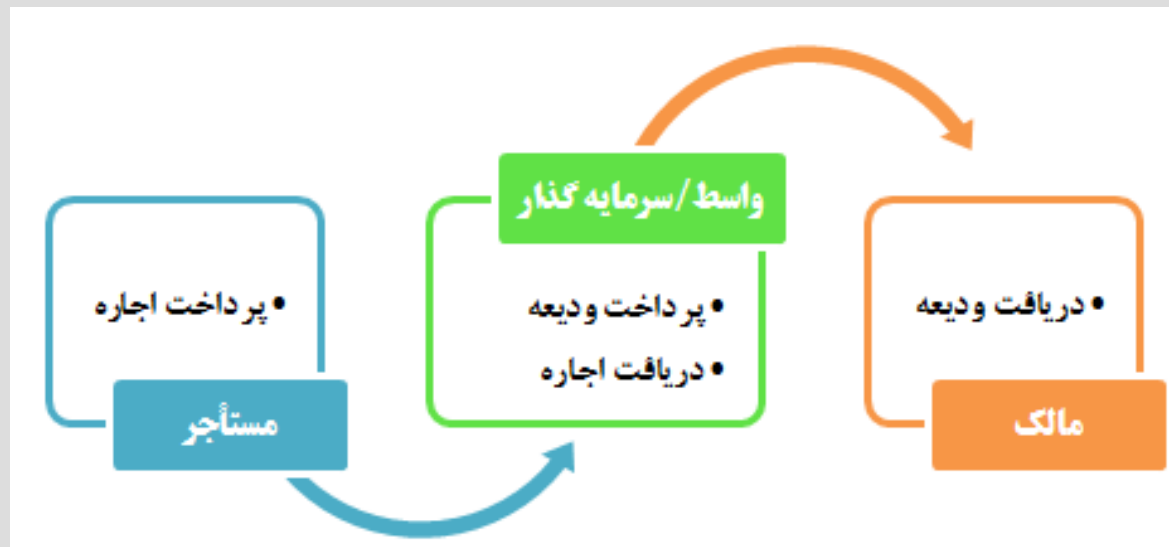 مالک
• دریافت ودیعه
واسط/سرمایه گذار
• پرداخت ودیعه
• دریافت اجاره
• پرداخت اجاره
مستأجر